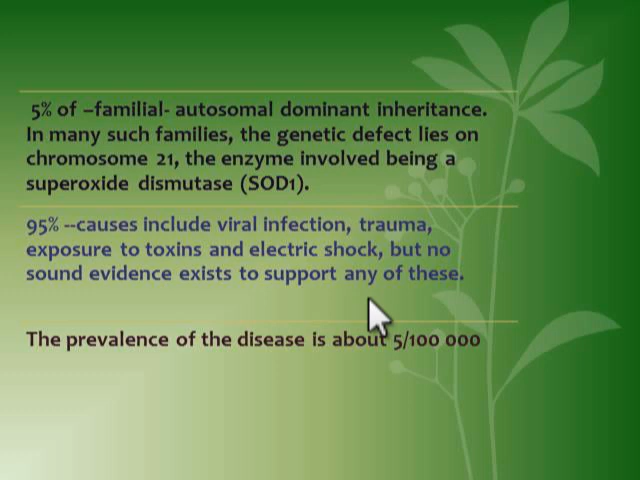 5% of –familial- autosomal dominant inheritance.
In many such families, the genetic defect lies on
chromosome 21, the enzyme involved being a
superoxide dismutase (SOD1).
95% --causes include viral infection, trauma,
exposure to toxins and electric shock, but no
sound evidence exists to support any of these.
The prevalence of the disease is about 5/100 000